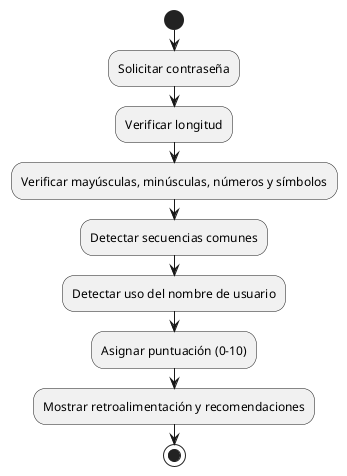 Solicitar contraseña
Verificar longitud
Verificar mayúsculas, minúsculas, números y símbolos
Detectar secuencias comunes
Detectar uso del nombre de usuario
Asignar puntuación (0-10)
Mostrar retroalimentación y recomendaciones